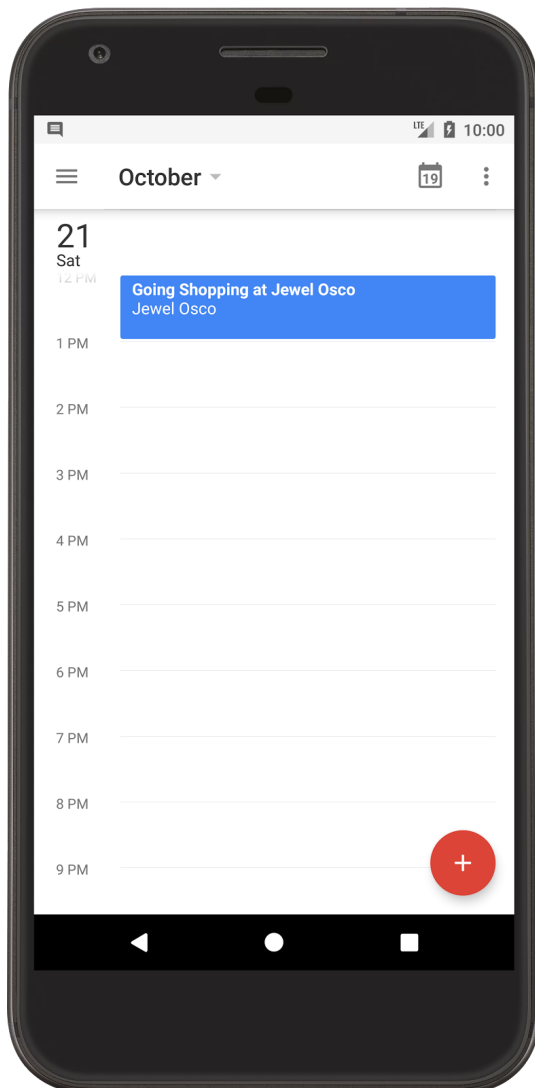 LTE 10:00
October 19
21
Sat
12 PM
Going Shopping at Jewel Osco
Jewel Osco
1 PM
2 PM
3 PM
4 PM
5 PM
6 PM
7 PM
8 PM
9 PM